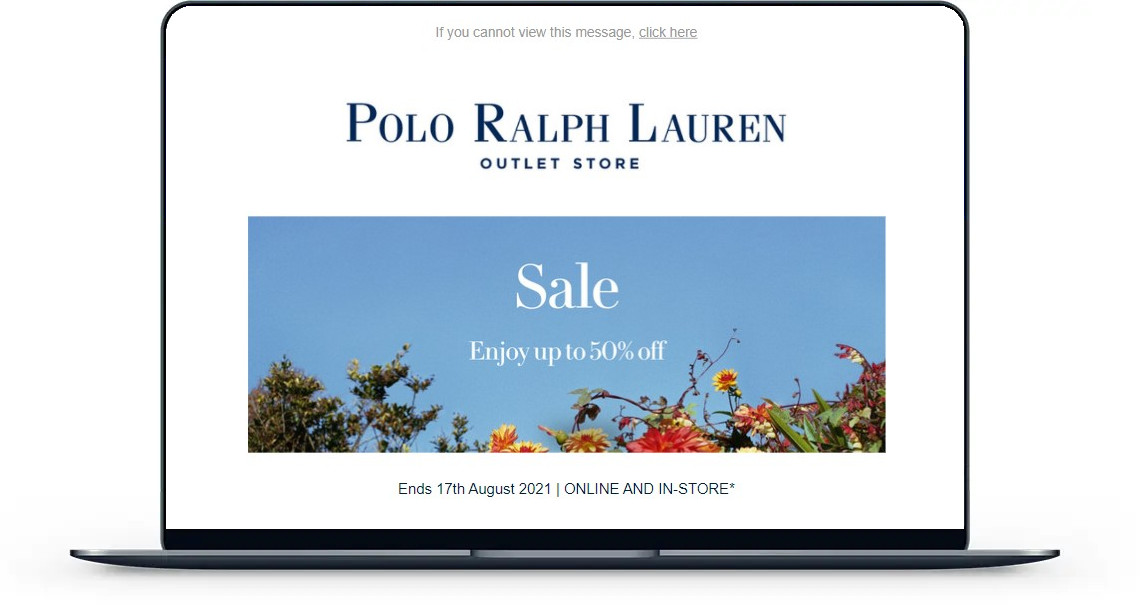 If you cannot view this message, click here
POLO RALPH LAUREN
OUTLET STORE
Sale
Enjoy up to 50% off
Ends 17th August 2021 | ONLINE AND IN-STORE*